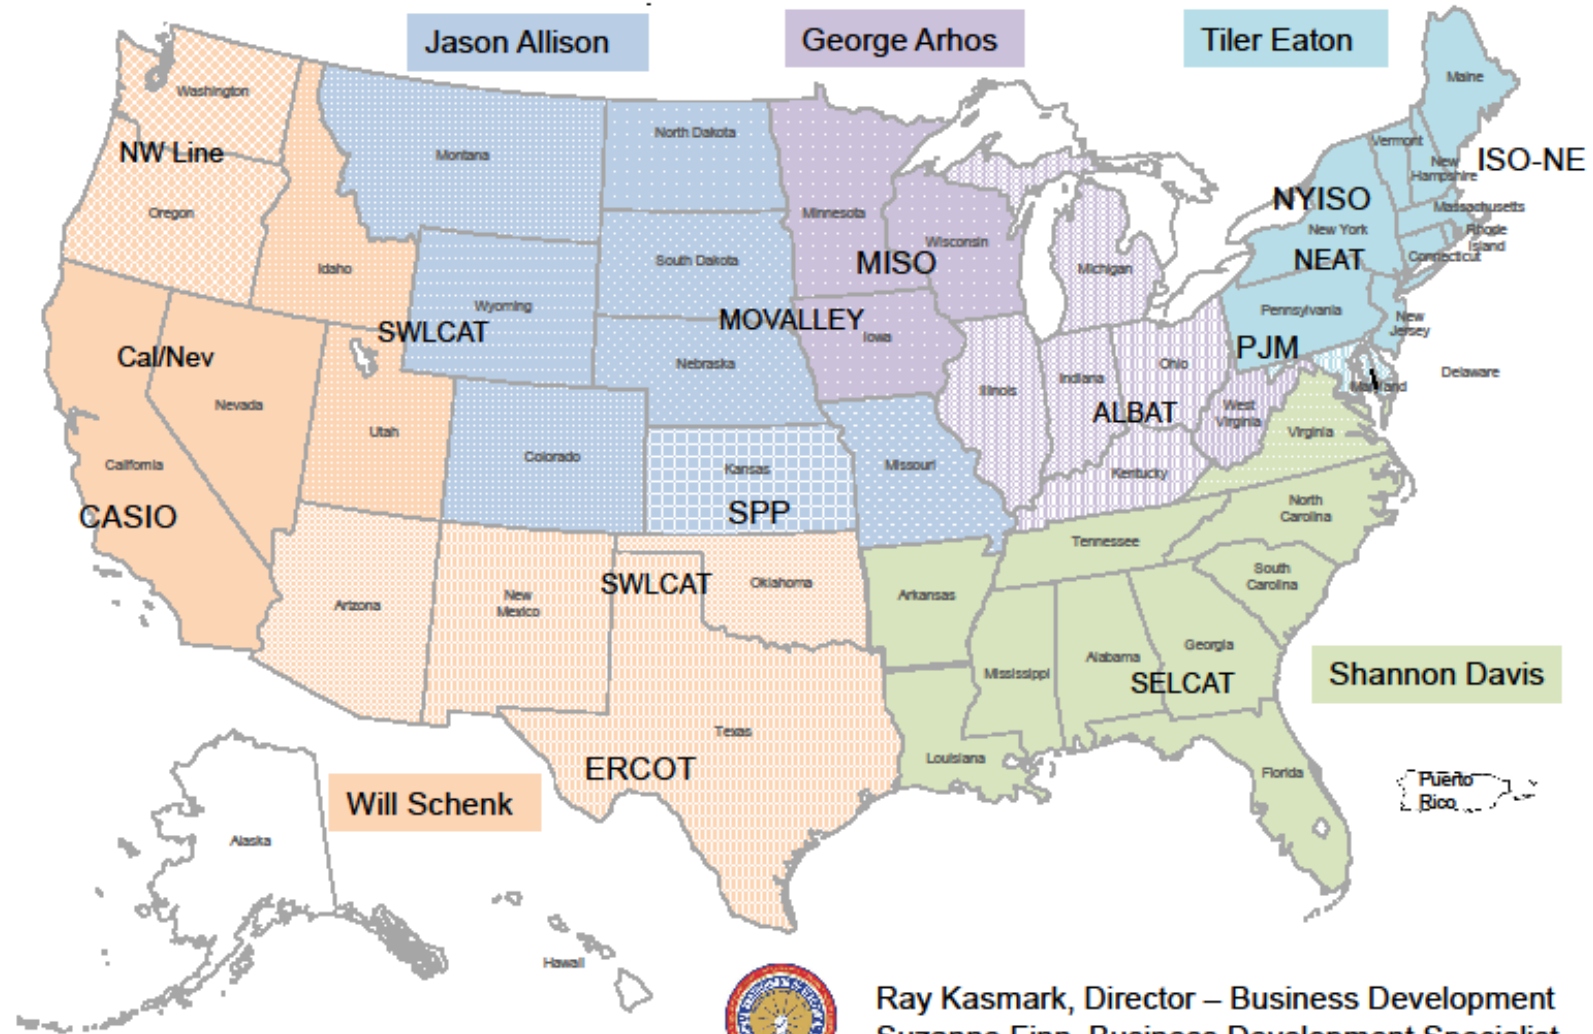 Jason Allison
George Arhos
Tiler Eaton
Maine
Washington
North Dakota
Vermont
NW Line
Montana
New
Hampshire
ISO-NE
NYISO
Massachusetts
Oregon
Minnesota
New York
Rhode
Island
Wisconsin
Connecticut
South Dakota
MISO
NEAT
Idaho
Michigan
Wyoming
Pennsylvania
New
Jersey
SWLCAT
MOVALLEY
Iowa
PJM
Cal/Nev
Nebraska
Ohio
Delaware
Illinois
Indiana
Maryland
Nevada
ALBAT
West
Virginia
Utah
Virginia
Colorado
Kansas
Missouri
California
Kentucky
CASIO
SPP
North
Carolina
Tennessee
South
Carolina
SWLCAT
Oklahoma
Arizona
New
Mexico
Arkansas
Georgia
Mississippi
Alabama
SELCAT
Shannon Davis
Texas
Louisiana
ERCOT
Florida
Puerto
Rico
Will Schenk
Alaska
Hawaii
Ray Kasmark, Director – Business Development
Suzanne Finn, Business Development Specialist